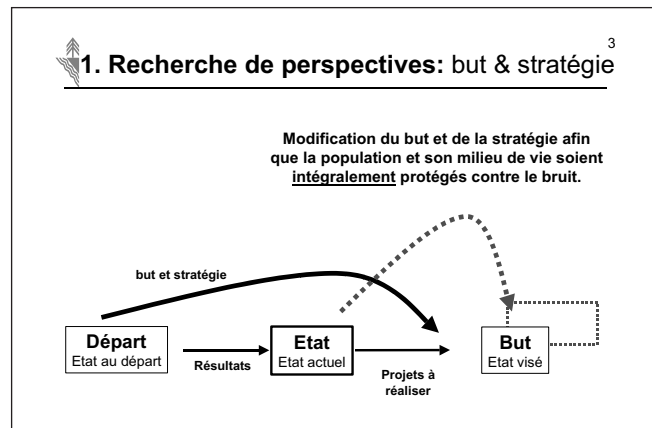 3
1. Recherche de perspectives: but & stratégie
Modification du but et de la stratégie afin
que la population et son milieu de vie soient
intégralement protégés contre le bruit.
but et stratégie
Départ
Etat au départ
Résultats
Etat
Etat actuel
Projets à
réaliser
But
Etat visé